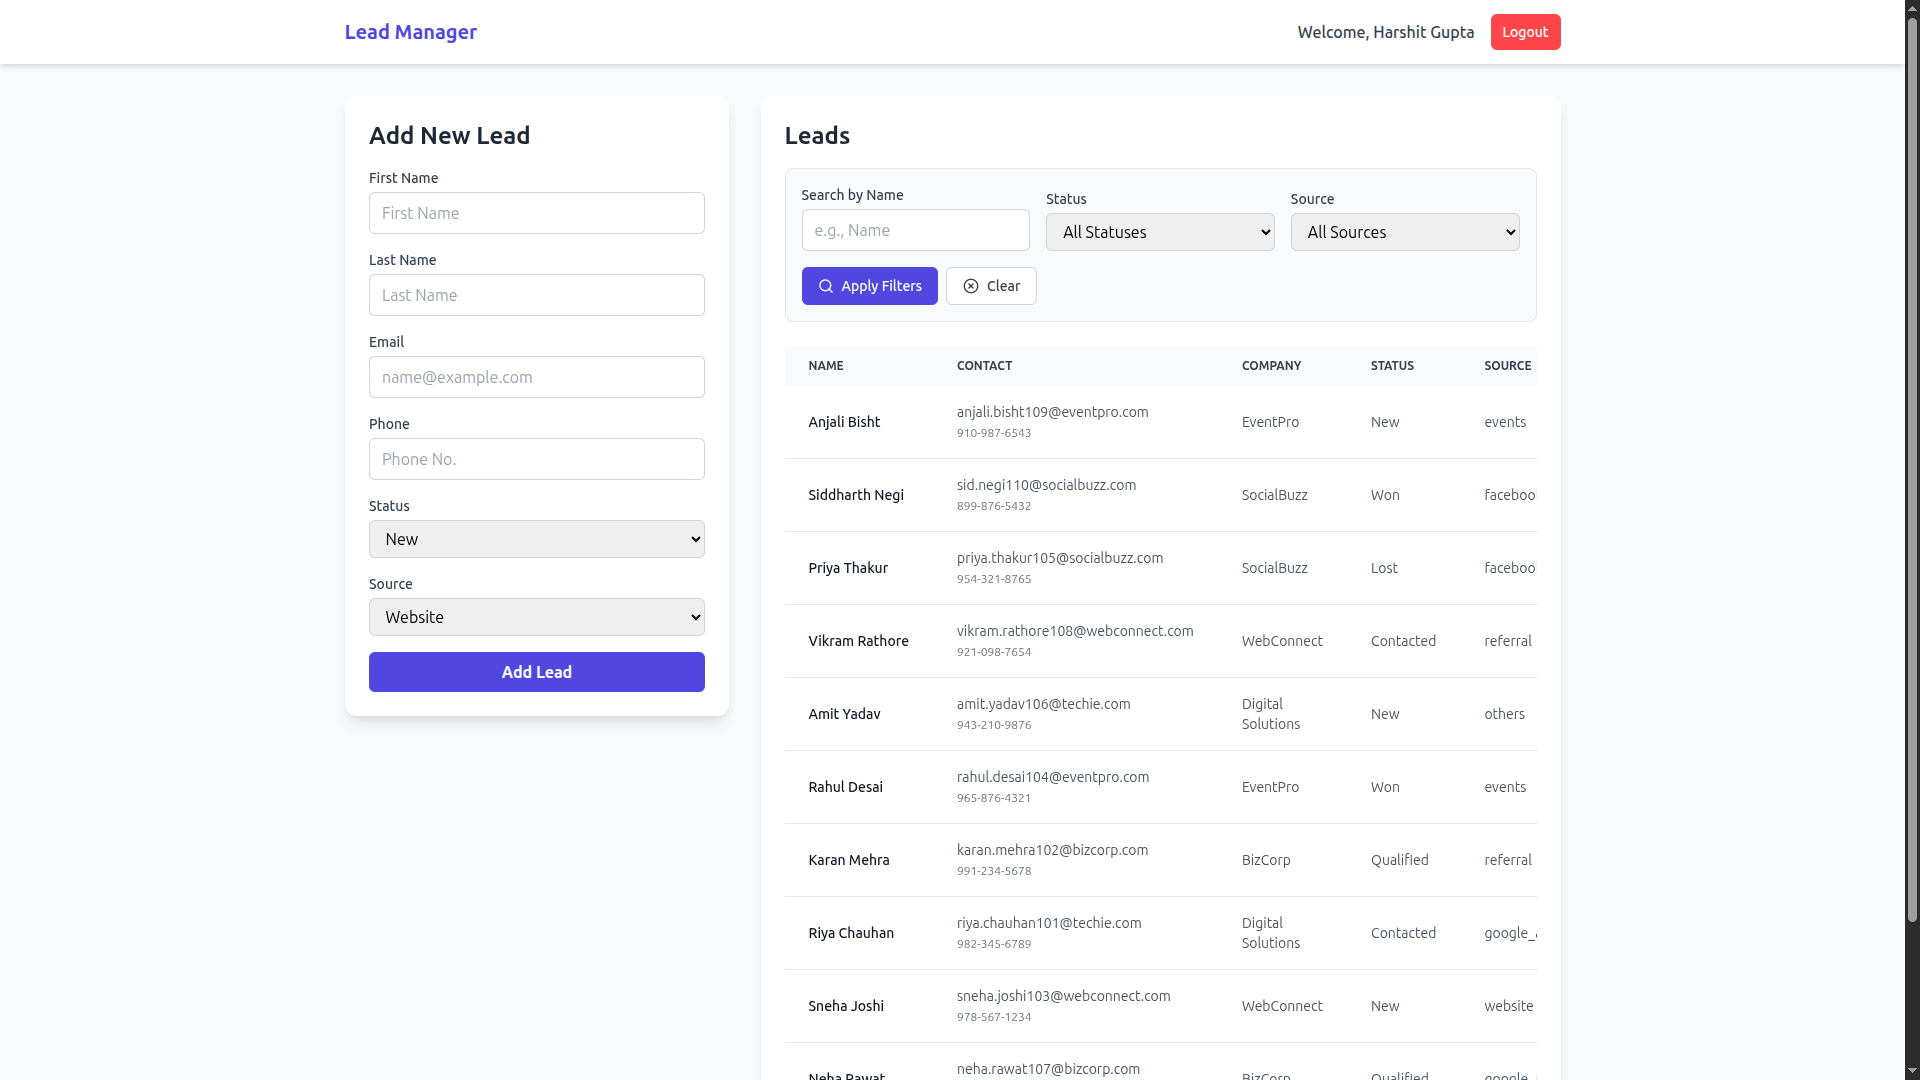 Lead Manager
Welcome, Harshit Gupta
Logout
Add New Lead
First Name
First Name
Last Name
Last Name
Email
name@example.com
Phone
Phone No.
Status
New
Source
Website
Add Lead
Leads
Search by Name
e.g., Name
Status
All Statuses
Source
All Sources
Apply Filters
Clear
NAME CONTACT COMPANY STATUS SOURCE
Anjali Bisht anjali.bisht109@eventpro.com EventPro New events
910-987-6543
Siddharth Negi sid.negi110@socialbuzz.com SocialBuzz Won faceboo
899-876-5432
Priya Thakur priya.thakur105@socialbuzz.com SocialBuzz Lost faceboo
954-321-8765
Vikram Rathore vikram.rathore108@webconnect.com WebConnect Contacted referral
921-098-7654
Amit Yadav amit.yadav106@techie.com Digital Solutions New others
943-210-9876
Rahul Desai rahul.desai104@eventpro.com EventPro Won events
965-876-4321
Karan Mehra karan.mehra102@bizcorp.com BizCorp Qualified referral
991-234-5678
Riya Chauhan riya.chauhan101@techie.com Digital Solutions Contacted google_
982-345-6789
Sneha Joshi sneha.joshi103@webconnect.com WebConnect New website
978-567-1234
Neha Rawat neha.rawat107@bizcorp.com BizCorp Qualified google_